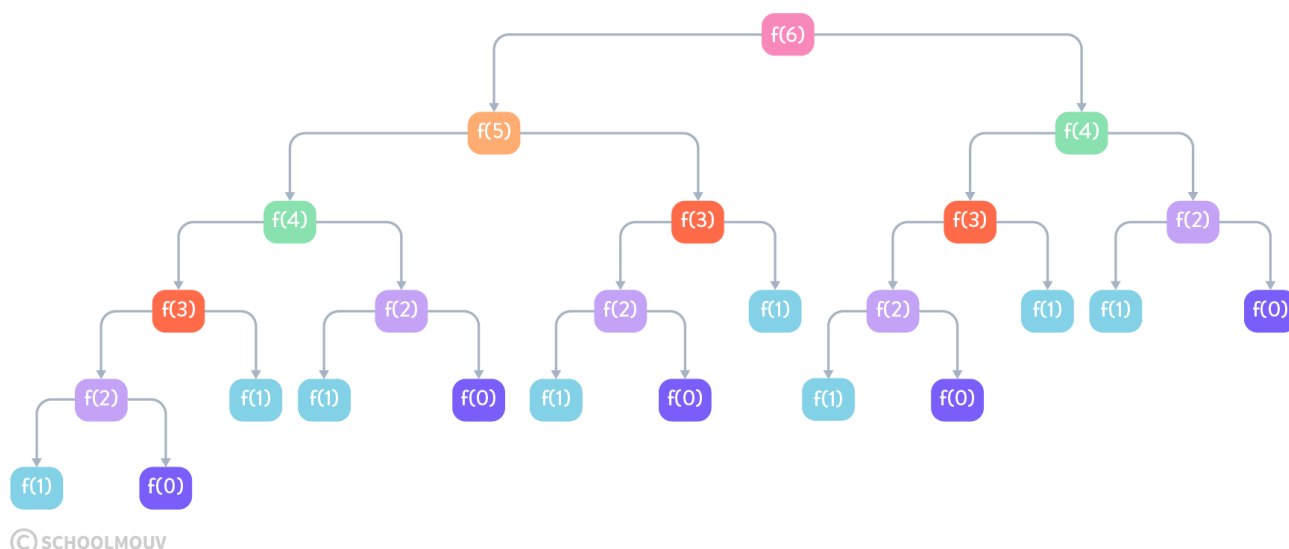 f(6)
f(5) f(4)
f(4) f(3) f(3) f(2)
f(3) f(2) f(2) f(1) f(2) f(1) f(1) f(0)
f(2) f(1) f(1) f(0) f(1) f(0) f(1) f(0)
f(1) f(0)
© SCHOOLMOUV